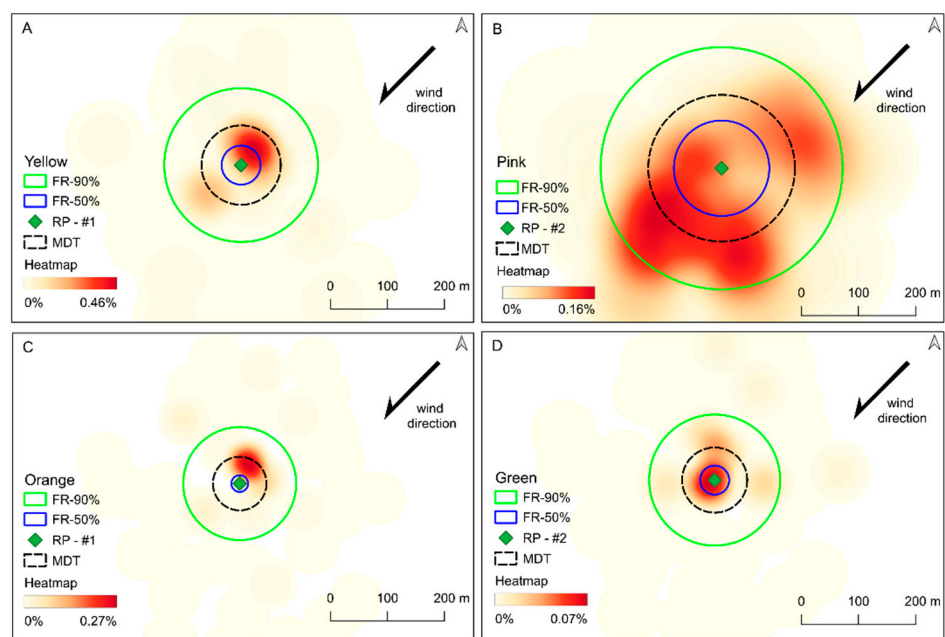 A
wind
direction
Yellow
FR-90%
FR-50%
RP - #1
MDT
Heatmap
0% 0.46%
0 100 200 m
B
wind
direction
Pink
FR-90%
FR-50%
RP - #2
MDT
Heatmap
0% 0.16%
0 100 200 m
C
wind
direction
Orange
FR-90%
FR-50%
RP - #1
MDT
Heatmap
0% 0.27%
0 100 200 m
D
wind
direction
Green
FR-90%
FR-50%
RP - #2
MDT
Heatmap
0% 0.07%
0 100 200 m